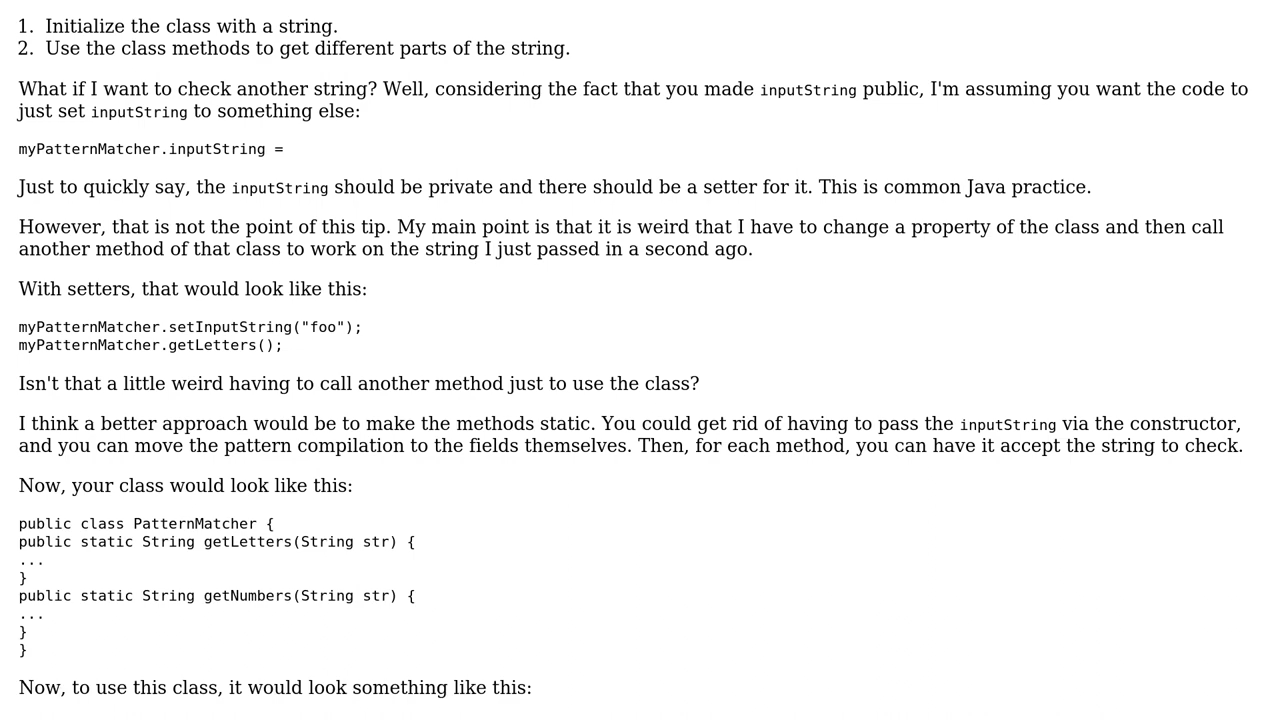 1. Initialize the class with a string.
2. Use the class methods to get different parts of the string.
What if I want to check another string? Well, considering the fact that you made inputString public, I'm assuming you want the code to
just set inputString to something else:
myPatternMatcher.inputString =
Just to quickly say, the inputString should be private and there should be a setter for it. This is common Java practice.
However, that is not the point of this tip. My main point is that it is weird that I have to change a property of the class and then call
another method of that class to work on the string I just passed in a second ago.
With setters, that would look like this:
myPatternMatcher.setInputString("foo");
myPatternMatcher.getLetters();
Isn't that a little weird having to call another method just to use the class?
I think a better approach would be to make the methods static. You could get rid of having to pass the inputString via the constructor,
and you can move the pattern compilation to the fields themselves. Then, for each method, you can have it accept the string to check.
Now, your class would look like this:
public class PatternMatcher {
public static String getLetters(String str) {
...
}
public static String getNumbers(String str) {
...
}
}
Now, to use this class, it would look something like this: